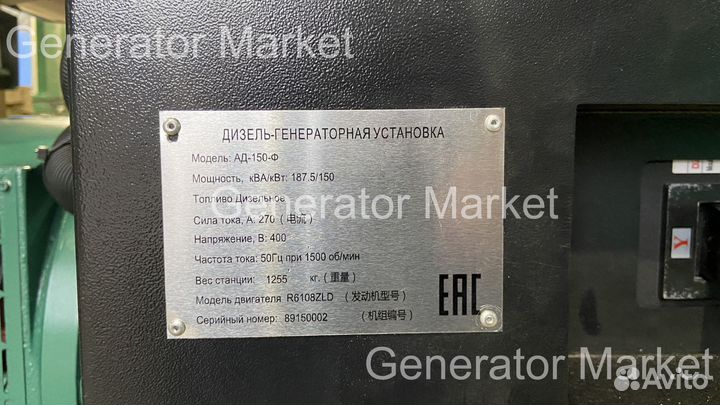 Generator Market
ДИЗЕЛЬ-ГЕНЕРАТОРНАЯ УСТАНОВКА
Модель: АД-150-Ф
Мощность, кВА/кВт: 187.5/150
Топливо Дизельное
Сила тока, А: 270 (电流)
Generator Market
Напряжение, В: 400
Частота тока: 50Гц при 1500 об/мин
Вес станции: 1255 кг. (重量)
Модель двигателя R6108ZLD (发动机型号)
Серийный номер: 89150002 (机组编号)
EAC
Y
Generator Market
Avito